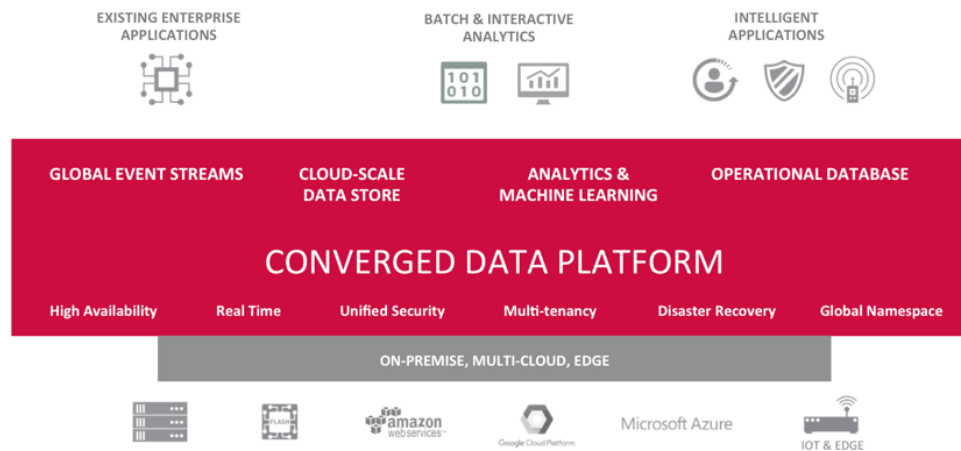 EXISTING ENTERPRISE
APPLICATIONS
BATCH & INTERACTIVE
ANALYTICS
INTELLIGENT
APPLICATIONS
101
010
GLOBAL EVENT STREAMS
CLOUD-SCALE
DATA STORE
ANALYTICS &
MACHINE LEARNING
OPERATIONAL DATABASE
CONVERGED DATA PLATFORM
High Availability
Real Time
Unified Security
Multi-tenancy
Disaster Recovery
Global Namespace
ON-PREMISE, MULTI-CLOUD, EDGE
FLASH
amazon
webservices™
Google Cloud Platform
Microsoft Azure
IOT & EDGE